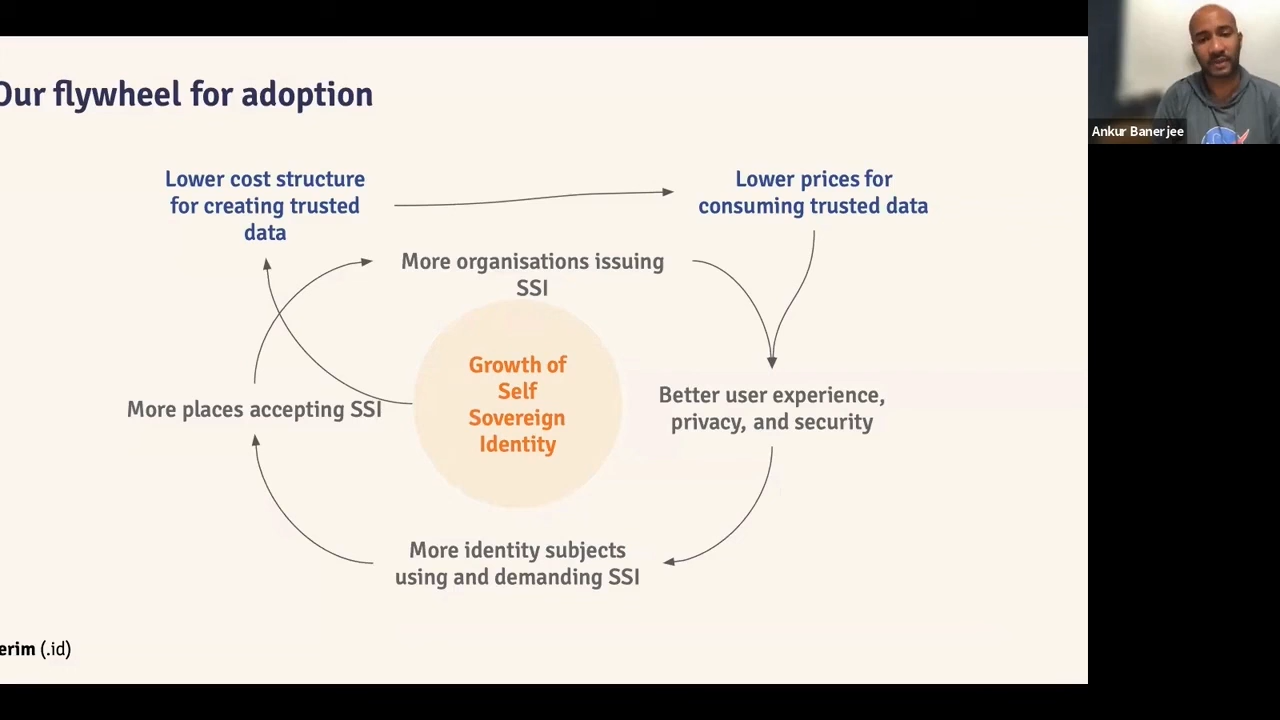 Our flywheel for adoption
Ankur Banerjee
Lower cost structure
for creating trusted
data
Lower prices for
consuming trusted data
More organisations issuing
SSI
Growth of
Self
Sovereign
Identity
Better user experience,
privacy, and security
More places accepting SSI
More identity subjects
using and demanding SSI
erim (.id)